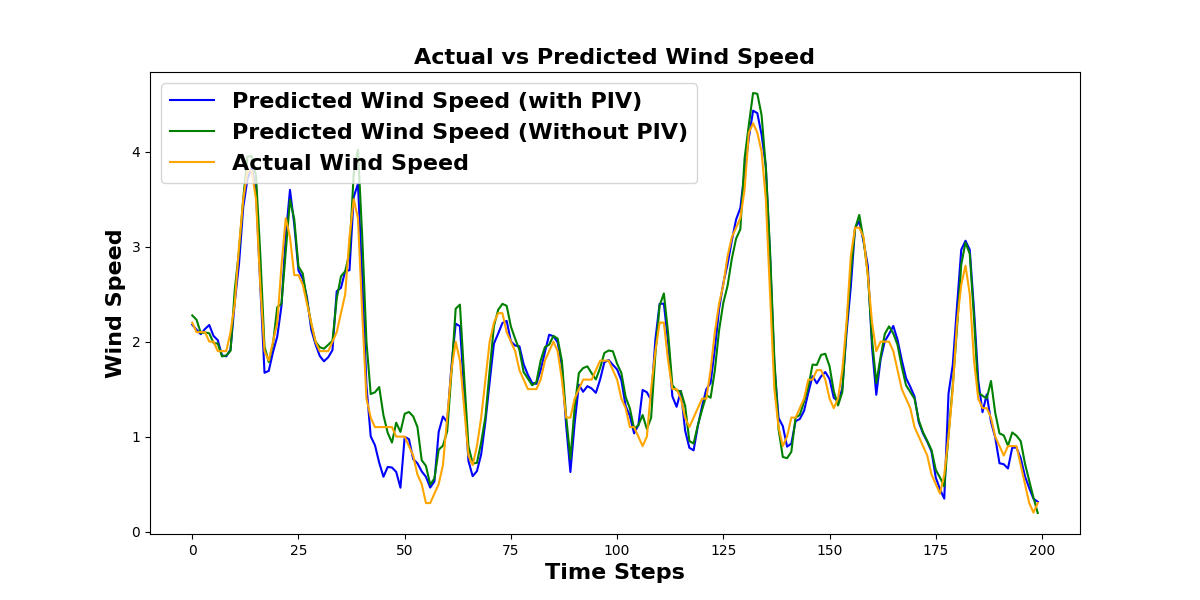 Actual vs Predicted Wind Speed
Predicted Wind Speed (with PIV)
Predicted Wind Speed (Without PIV)
Actual Wind Speed
4
3
2
1
0
Wind Speed
0 25 50 75 100 125 150 175 200
Time Steps